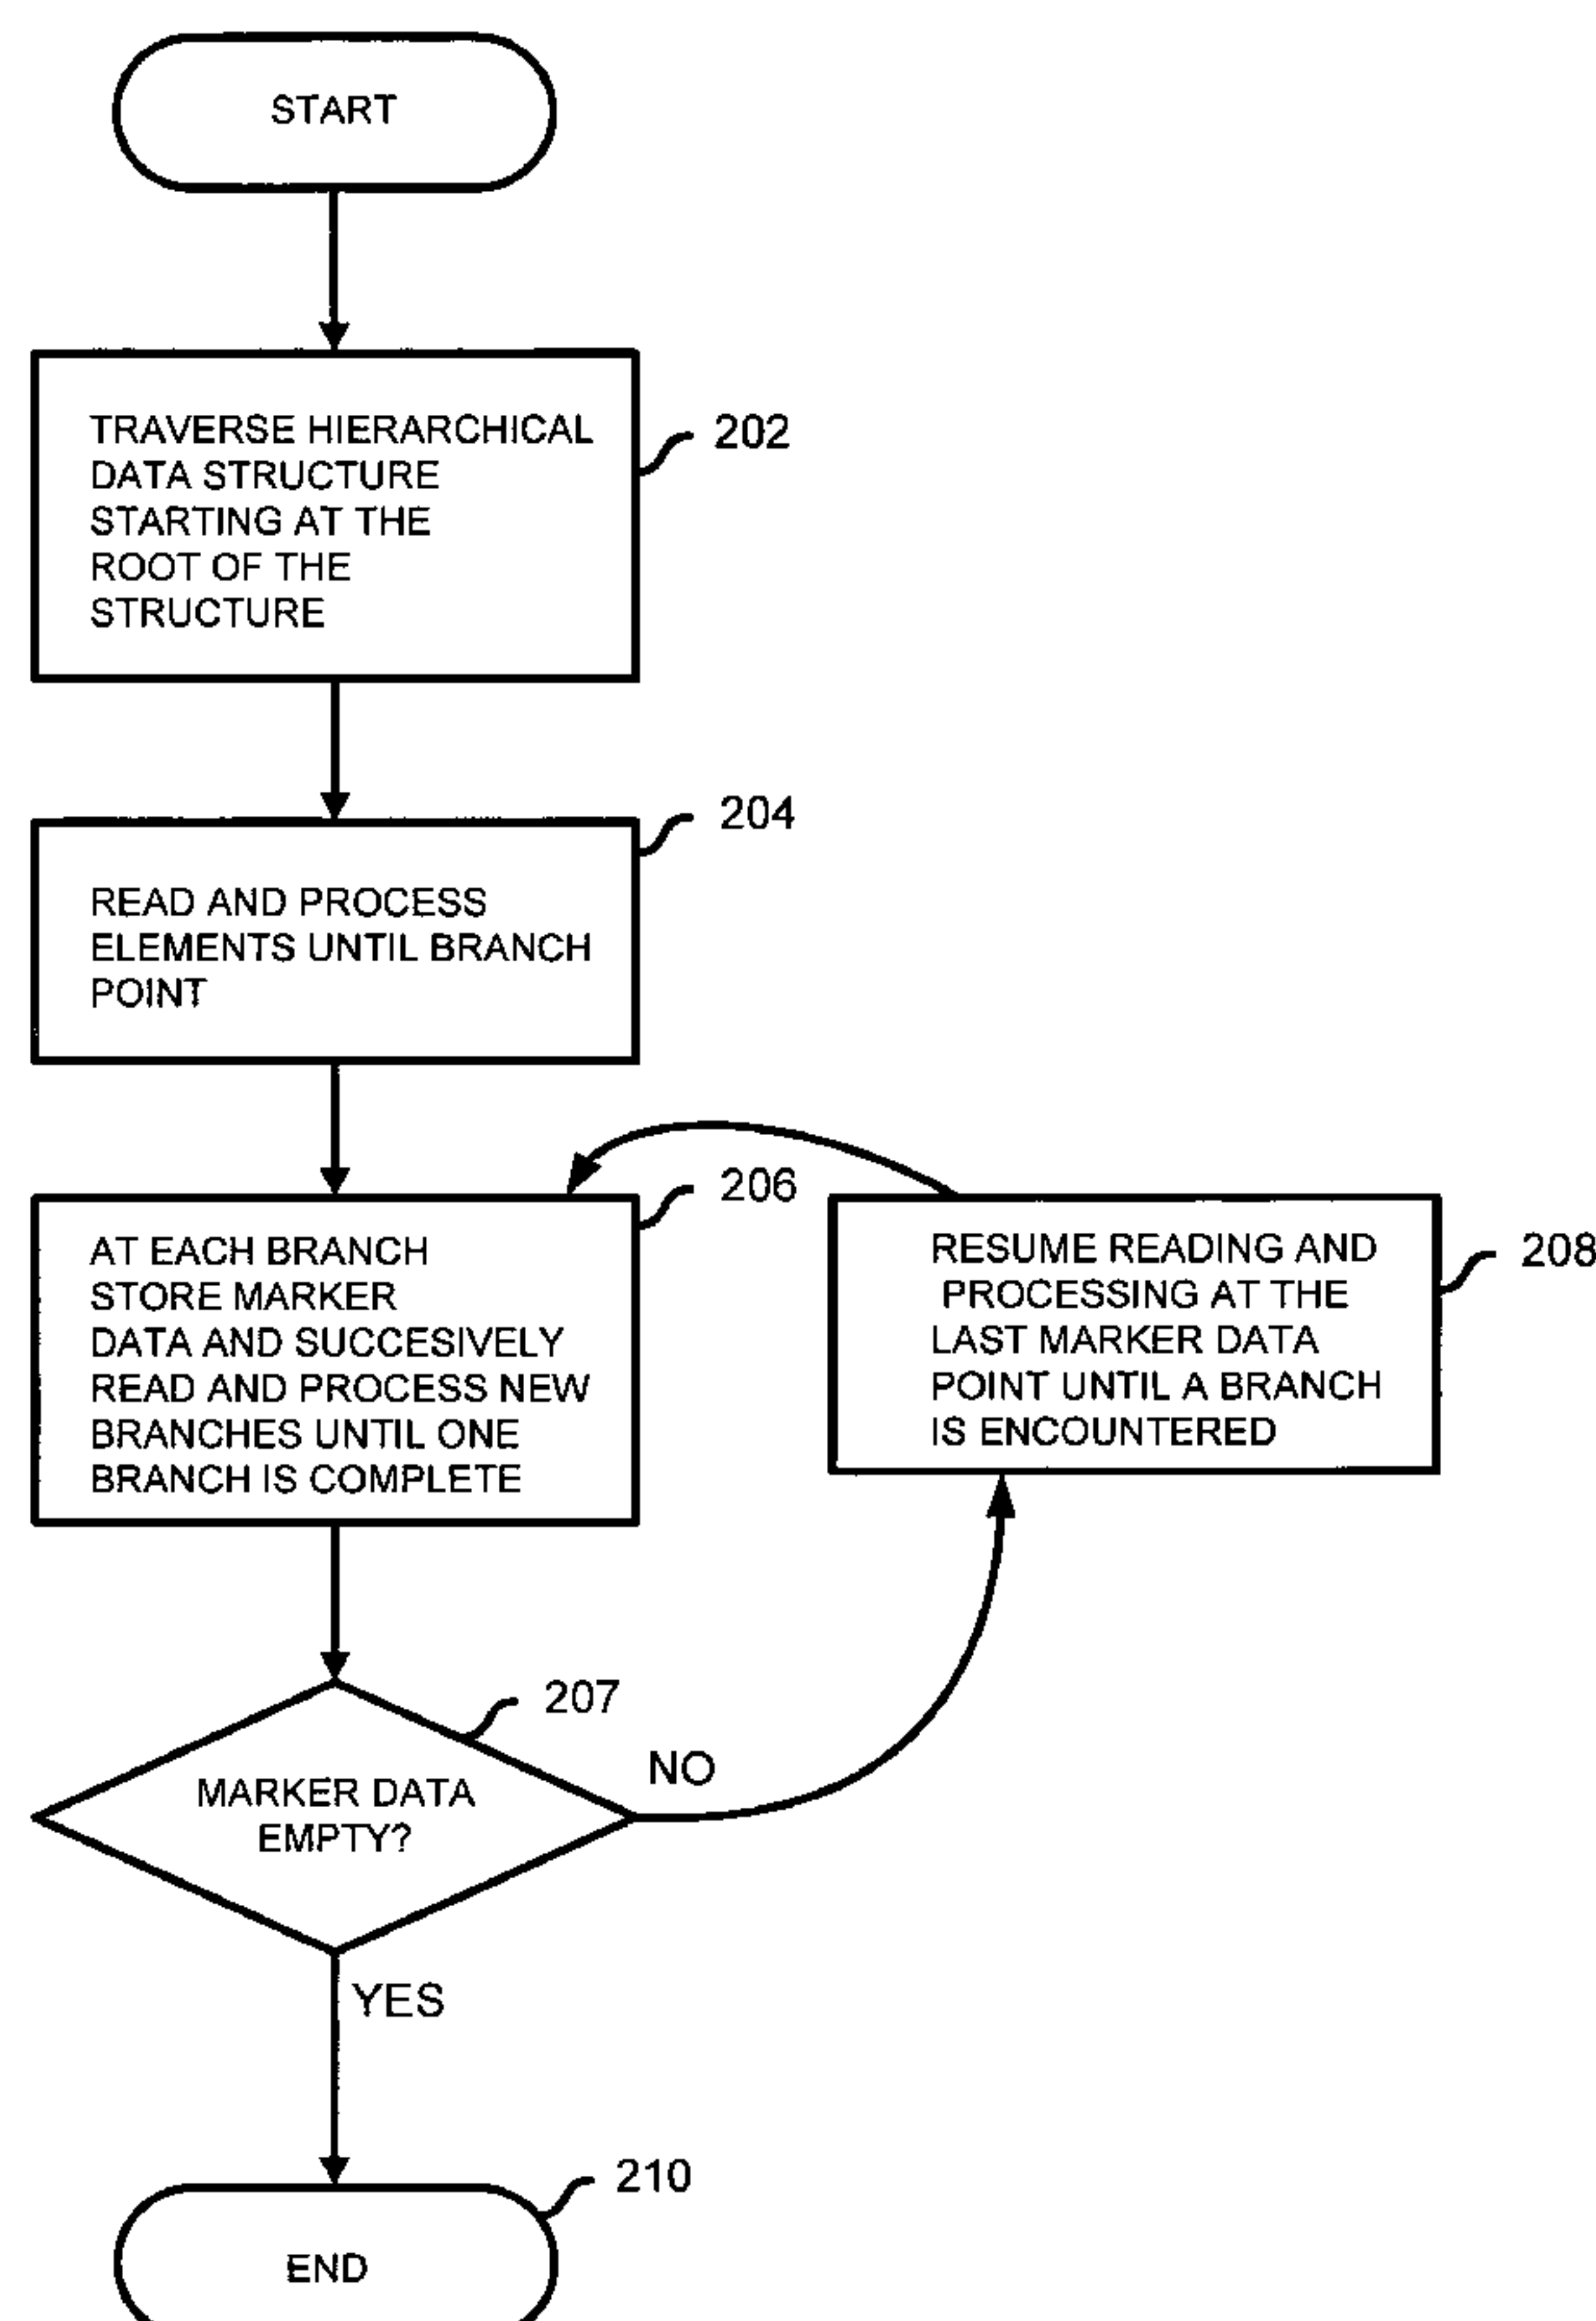 START
TRAVERSE HIERARCHICAL
DATA STRUCTURE
STARTING AT THE
ROOT OF THE
STRUCTURE
202
READ AND PROCESS
ELEMENTS UNTIL BRANCH
POINT
204
AT EACH BRANCH
STORE MARKER
DATA AND SUCCESIVELY
READ AND PROCESS NEW
BRANCHES UNTIL ONE
BRANCH IS COMPLETE
206
RESUME READING AND
PROCESSING AT THE
LAST MARKER DATA
POINT UNTIL A BRANCH
IS ENCOUNTERED
208
MARKER DATA
EMPTY?
207
NO
YES
END
210